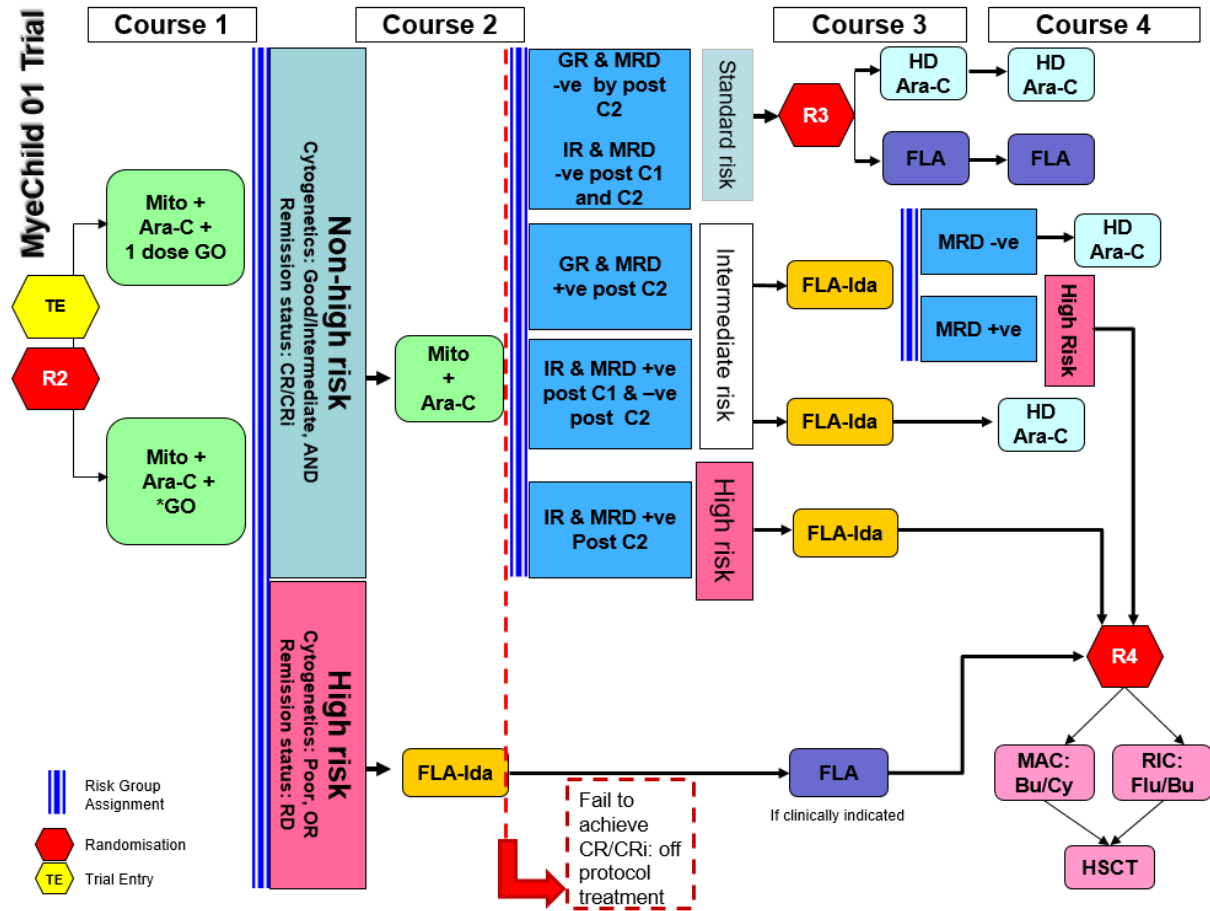 MyeChild 01 Trial
Course 1
Course 2
Course 3
Course 4
TE
R2
Mito +
Ara-C +
1 dose GO
Mito +
Ara-C +
*GO
Non-high risk
Cytogenetics: Good/Intermediate, AND
Remission status: CR/CRi
High risk
Cytogenetics: Poor, OR
Remission status: RD
Mito
+
Ara-C
FLA-Ida
GR & MRD
-ve by post
C2
IR & MRD
-ve post C1
and C2
Standard risk
R3
HD
Ara-C
HD
Ara-C
FLA
FLA
GR & MRD
+ve post C2
IR & MRD +ve
post C1 & –ve
post C2
Intermediate risk
FLA-Ida
MRD -ve
HD
Ara-C
MRD +ve
High Risk
FLA-Ida
HD
Ara-C
IR & MRD +ve
Post C2
High risk
FLA-Ida
R4
FLA
If clinically indicated
MAC:
Bu/Cy
RIC:
Flu/Bu
HSCT
Fail to
achieve
CR/CRi: off
protocol
treatment
Risk Group
Assignment
Randomisation
TE
Trial Entry